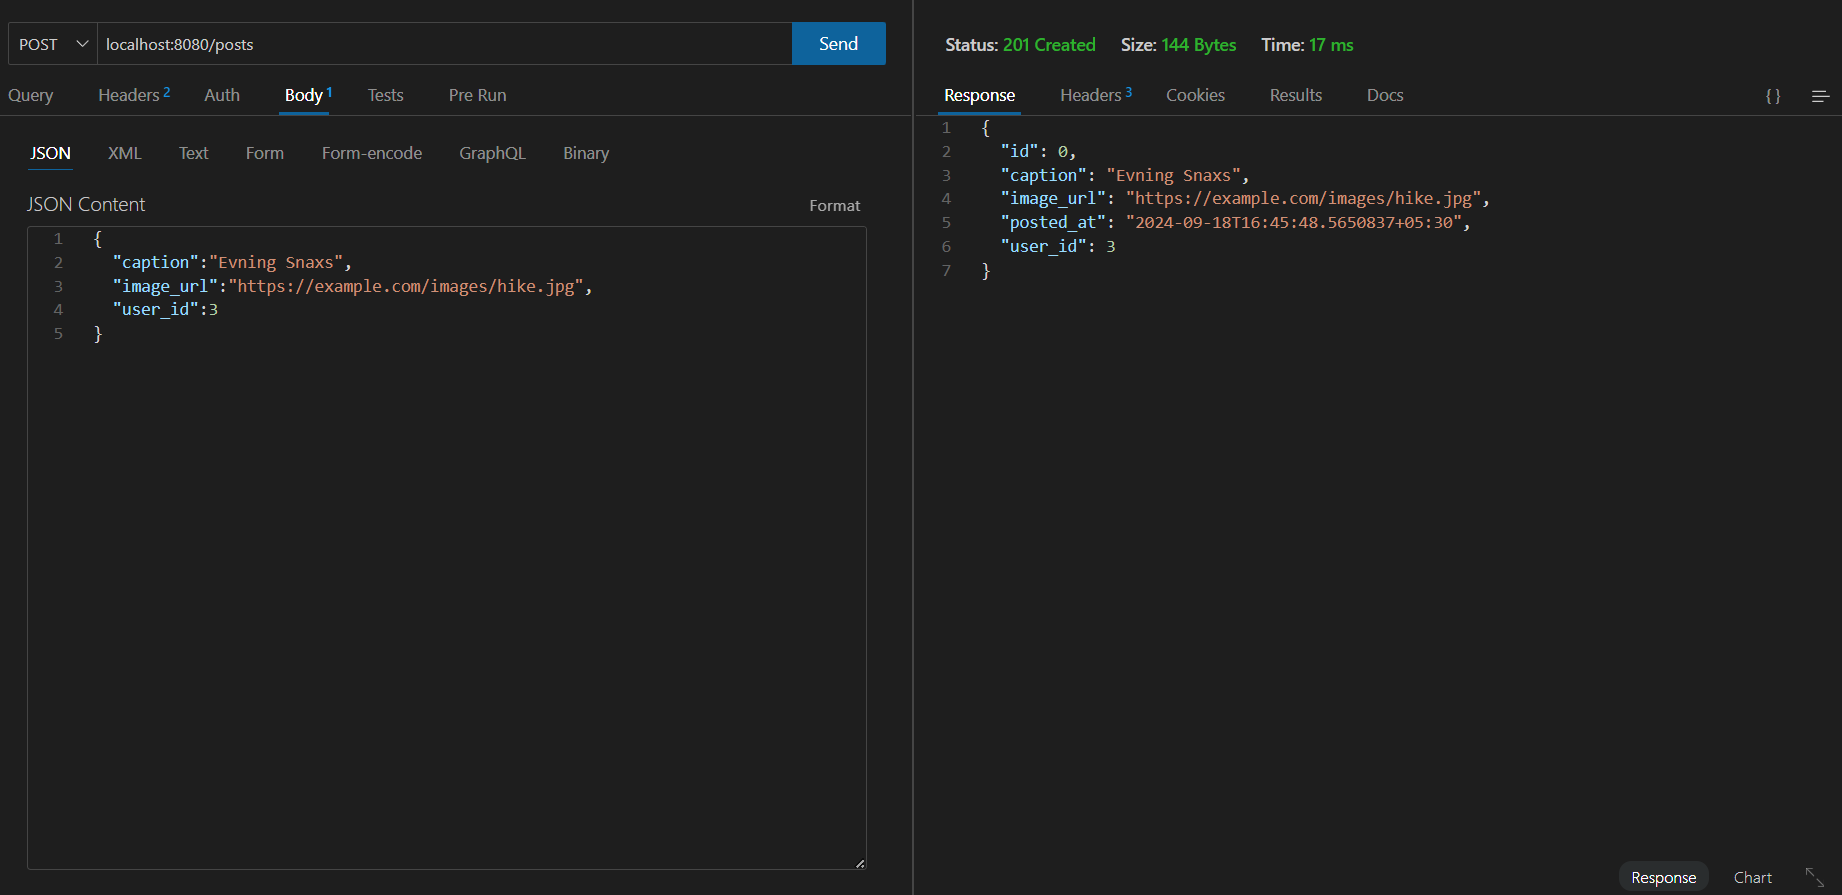 POST localhost:8080/posts Send
Query Headers 2 Auth Body 1 Tests Pre Run
JSON XML Text Form Form-encode GraphQL Binary
JSON Content Format
1 {
2 "caption":"Evning Snaxs",
3 "image_url":"https://example.com/images/hike.jpg",
4 "user_id":3
5 }
Status: 201 Created Size: 144 Bytes Time: 17 ms
Response Headers 3 Cookies Results Docs { }
1 {
2 "id": 0,
3 "caption": "Evning Snaxs",
4 "image_url": "https://example.com/images/hike.jpg",
5 "posted_at": "2024-09-18T16:45:48.5650837+05:30",
6 "user_id": 3
7 }
Response Chart